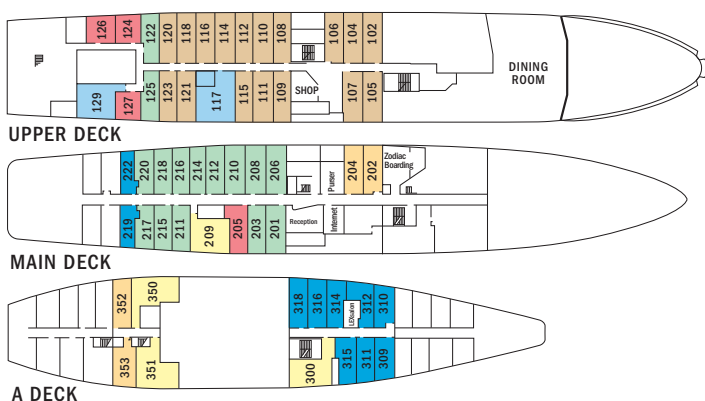 126 124 122 120 118 116 114 112 110 108 106 104 102
DINING
ROOM
SHOP
129 127 125 123 121 117 115 111 109 107 105
UPPER DECK
222 220 218 216 214 212 210 208 206 Purser 204 202 Zodiac
Boarding
219 217 215 211 209 205 203 201 Reception Internet
MAIN DECK
352 350 318 316 314 LEXsalon 312 310
353 351 300 315 311 309
A DECK